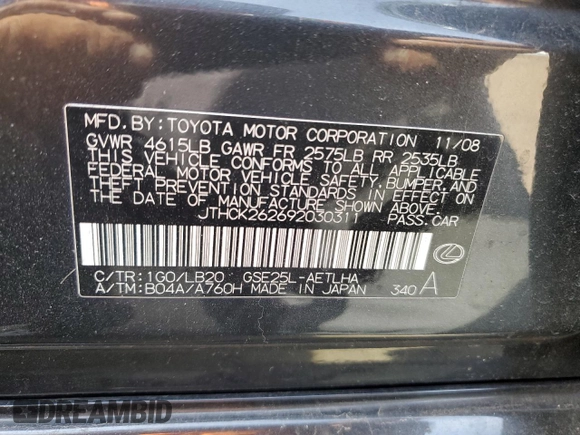 MFD. BY: TOYOTA MOTOR CORPORATION 11/08
GVWR 4615LB GAWR FR 2575LB RR 2535LB
THIS VEHICLE CONFORMS TO ALL APPLICABLE
FEDERAL MOTOR VEHICLE SAFETY, BUMPER, AND
THEFT PREVENTION STANDARDS IN EFFECT ON
THE DATE OF MANUFACTURE SHOWN ABOVE.
JTHCK262692030311 PASS.CAR
C/TR:1G0/LB20 GSE25L-AETLHA
A/TM:B04A/A760H MADE IN JAPAN 340 A
DREAMBID